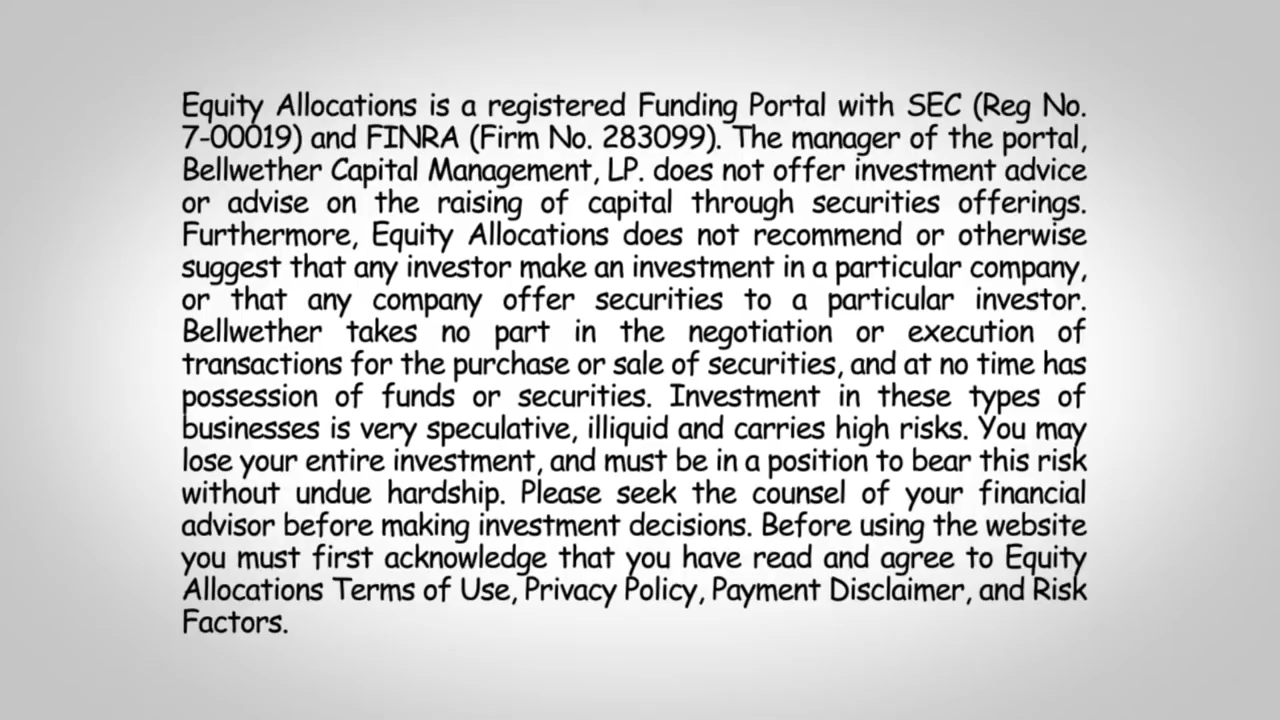 Equity Allocations is a registered Funding Portal with SEC (Reg No.
7-00019) and FINRA (Firm No. 283099). The manager of the portal,
Bellwether Capital Management, LP. does not offer investment advice
or advise on the raising of capital through securities offerings.
Furthermore, Equity Allocations does not recommend or otherwise
suggest that any investor make an investment in a particular company,
or that any company offer securities to a particular investor.
Bellwether takes no part in the negotiation or execution of
transactions for the purchase or sale of securities, and at no time has
possession of funds or securities. Investment in these types of
businesses is very speculative, illiquid and carries high risks. You may
lose your entire investment, and must be in a position to bear this risk
without undue hardship. Please seek the counsel of your financial
advisor before making investment decisions. Before using the website
you must first acknowledge that you have read and agree to Equity
Allocations Terms of Use, Privacy Policy, Payment Disclaimer, and Risk
Factors.